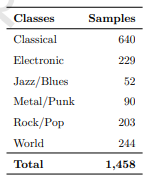 Classes Samples
Classical 640
Electronic 229
Jazz/Blues 52
Metal/Punk 90
Rock/Pop 203
World 244
Total 1,458